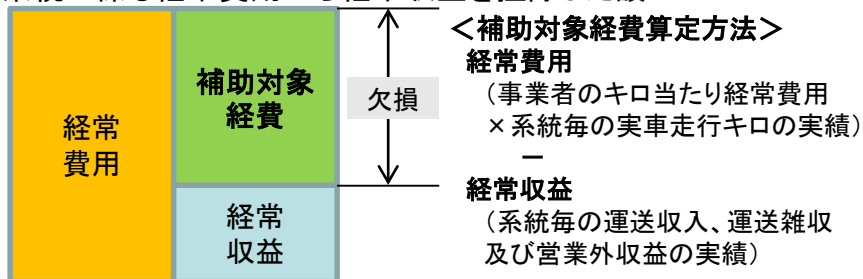 <補助対象経費算定方法>
経常費用
(事業者のキロ当たり経常費用
×系統毎の実車走行キロの実績)
ー
経常収益
(系統毎の運送収入、運送雑収
及び営業外収益の実績)
経常
費用
補助対象
経費
欠損
経常
収益